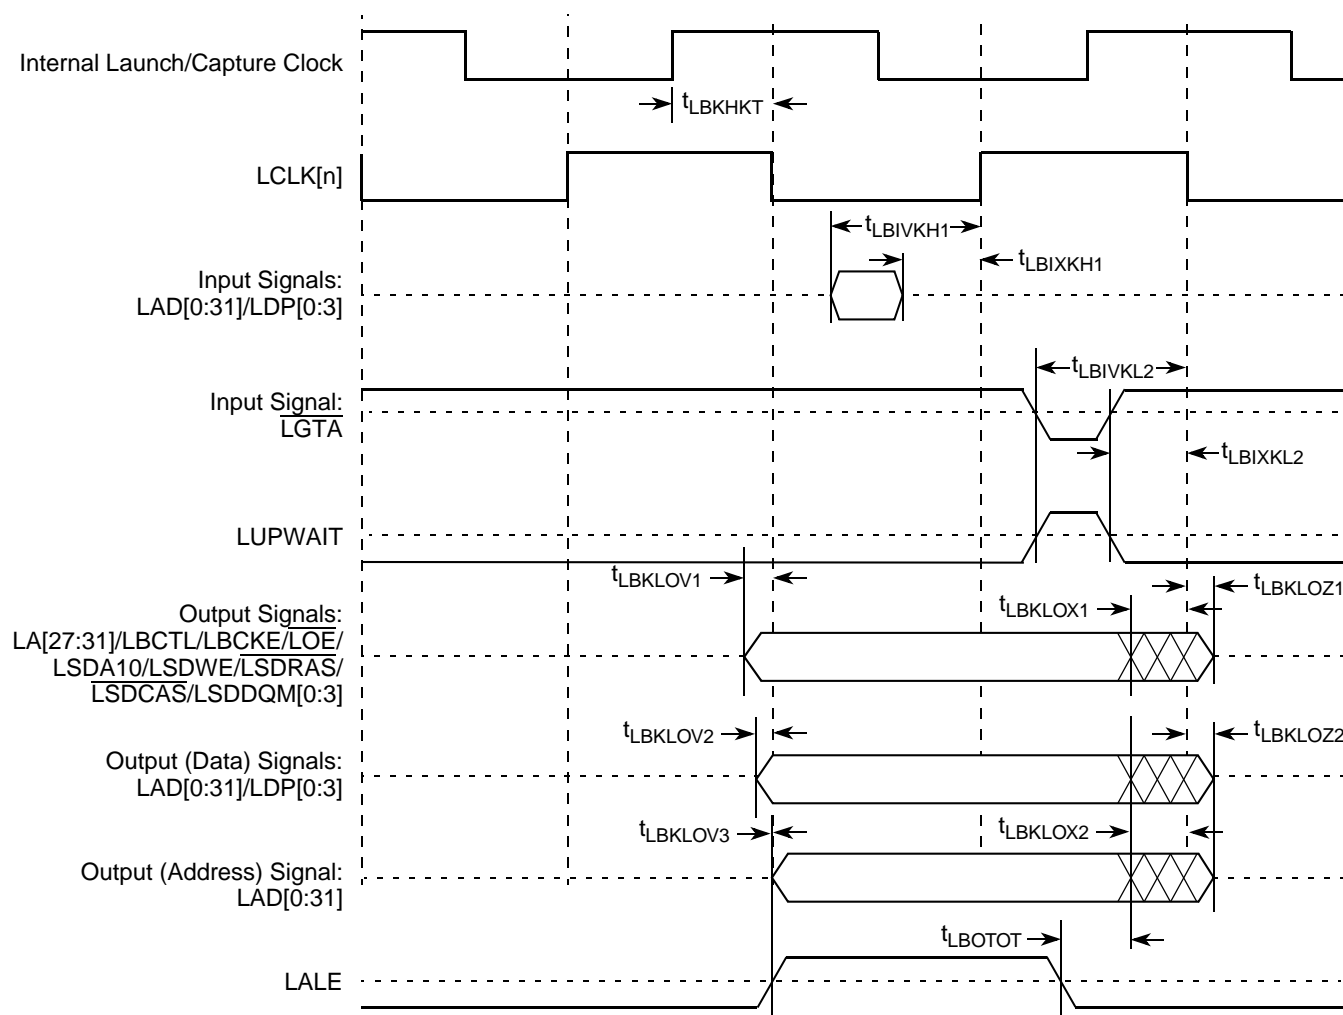 Internal Launch/Capture Clock
tLBKHKT
LCLK[n]
tLBIVKH1
tLBIXKH1
Input Signals:
LAD[0:31]/LDP[0:3]
tLBIVKL2
Input Signal:
LGTA
tLBIXKL2
LUPWAIT
tLBKLOV1
tLBKLOZ1
tLBKLOX1
Output Signals:
LA[27:31]/LBCTL/LBCKE/LOE/
LSDA10/LSDWE/LSDRAS/
LSDCAS/LSDDQM[0:3]
tLBKLOV2
tLBKLOZ2
Output (Data) Signals:
LAD[0:31]/LDP[0:3]
tLBKLOV3
tLBKLOX2
Output (Address) Signal:
LAD[0:31]
tLBOTOT
LALE